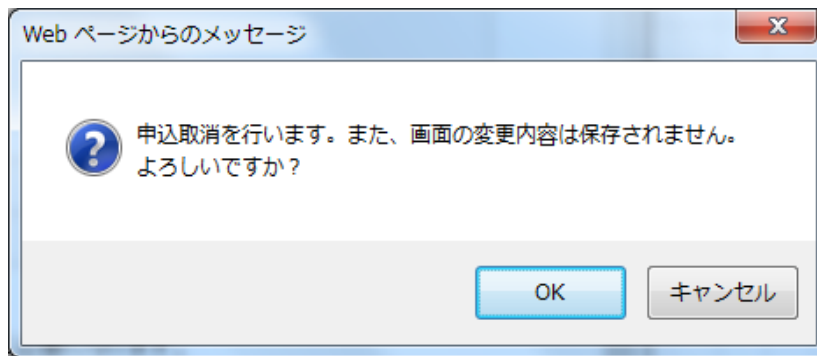 Web ページからのメッセージ
申込取消を行います。また、画面の変更内容は保存されません。
よろしいですか？
OK
キャンセル